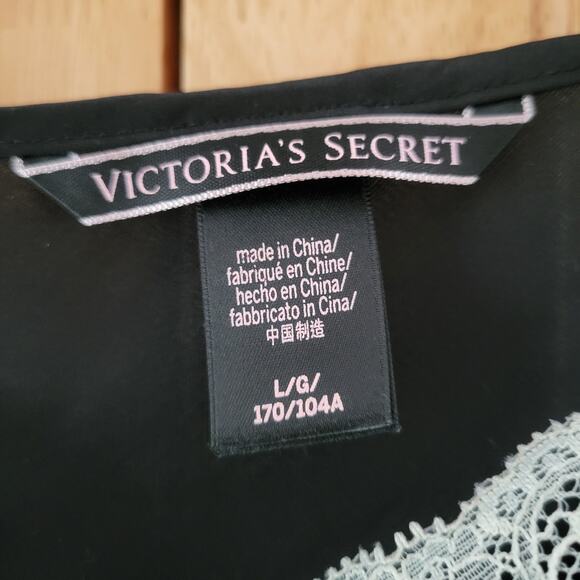 VICTORIA'S SECRET
made in China/
fabriqué en Chine/
hecho en China/
fabbricato in Cina/
中国制造
L/G/
170/104A